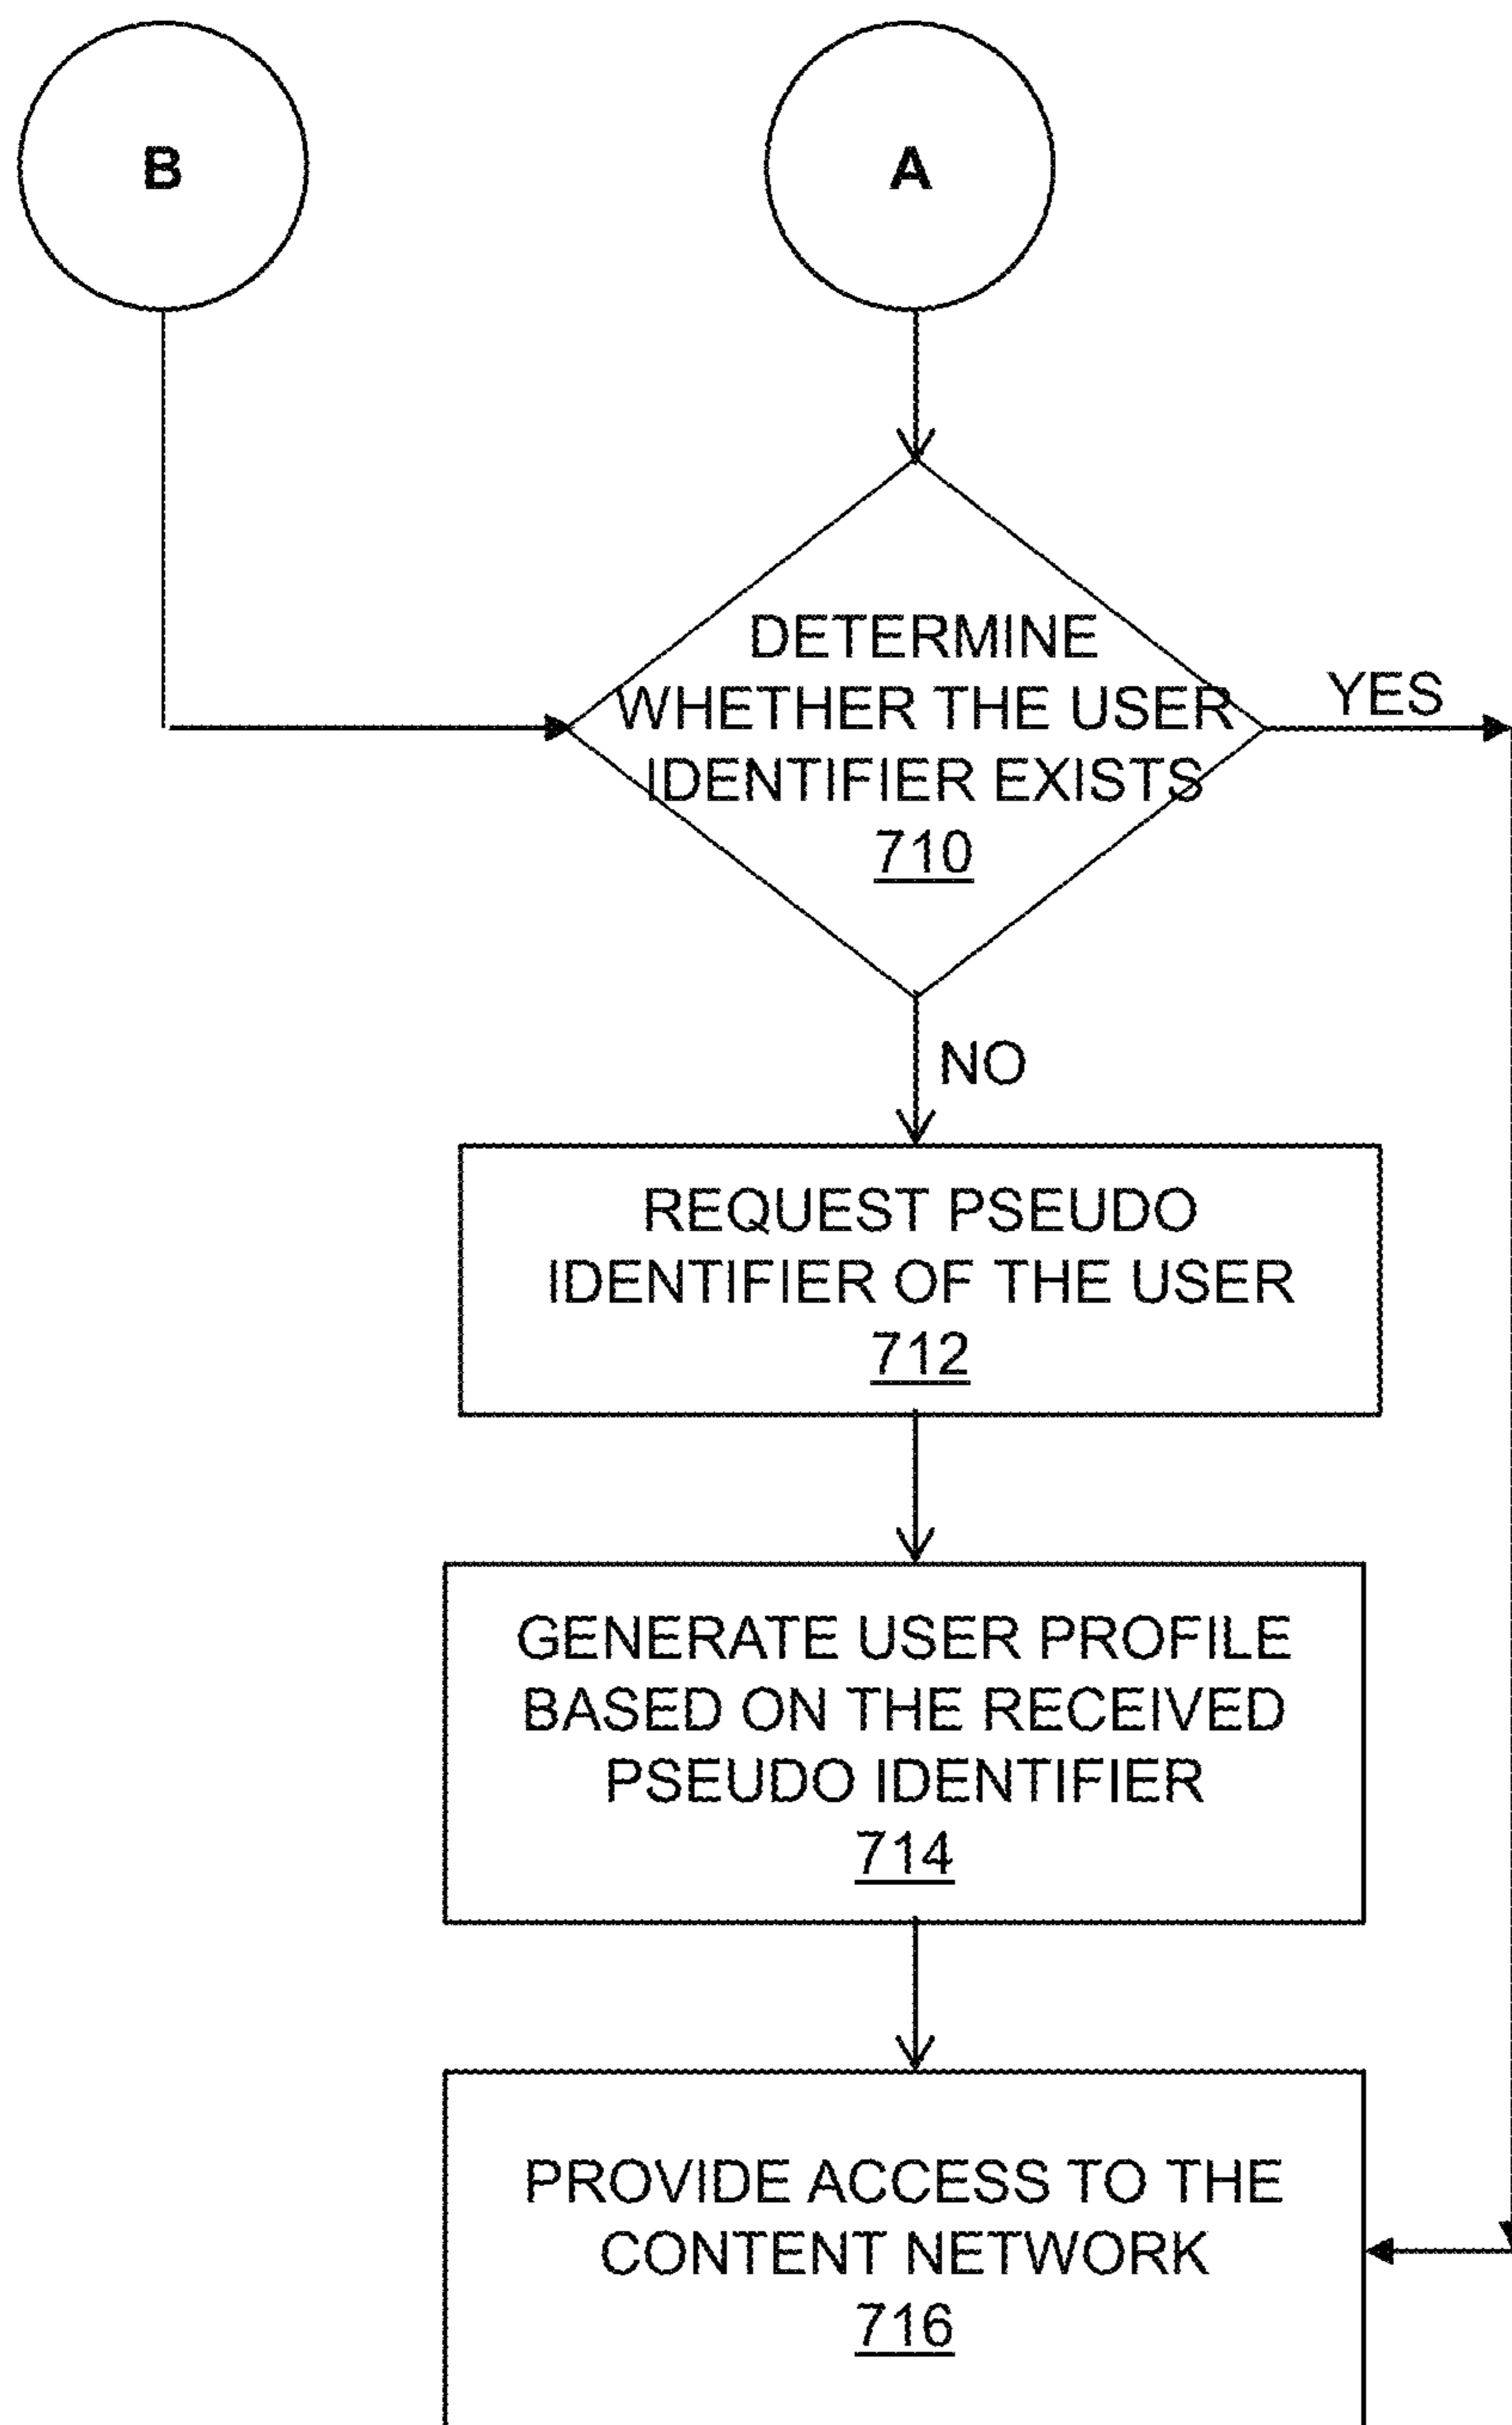 B
A
DETERMINE
WHETHER THE USER
IDENTIFIER EXISTS
710
YES
NO
REQUEST PSEUDO
IDENTIFIER OF THE USER
712
GENERATE USER PROFILE
BASED ON THE RECEIVED
PSEUDO IDENTIFIER
714
PROVIDE ACCESS TO THE
CONTENT NETWORK
716